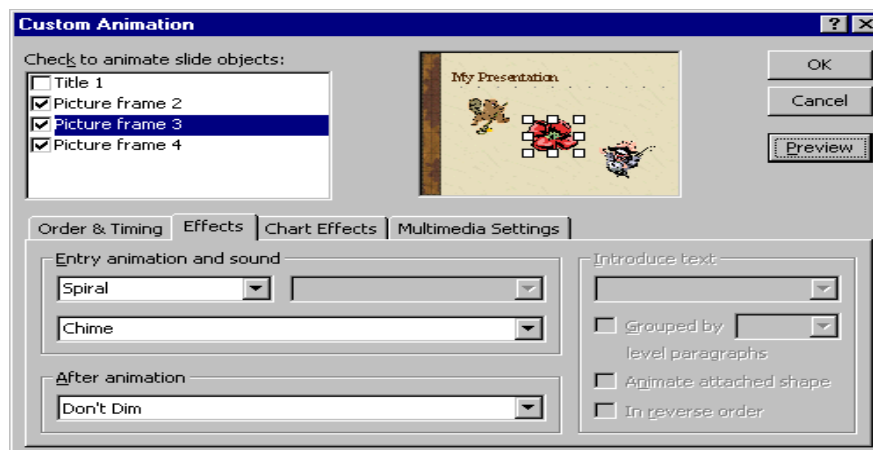 Custom Animation
Check to animate slide objects:
Title 1
Picture frame 2
Picture frame 3
Picture frame 4
My Presentation
OK
Cancel
Preview
Order & Timing
Effects
Chart Effects
Multimedia Settings
Entry animation and sound
Spiral
Chime
After animation
Don't Dim
Introduce text
Grouped by
level paragraphs
Animate attached shape
In reverse order